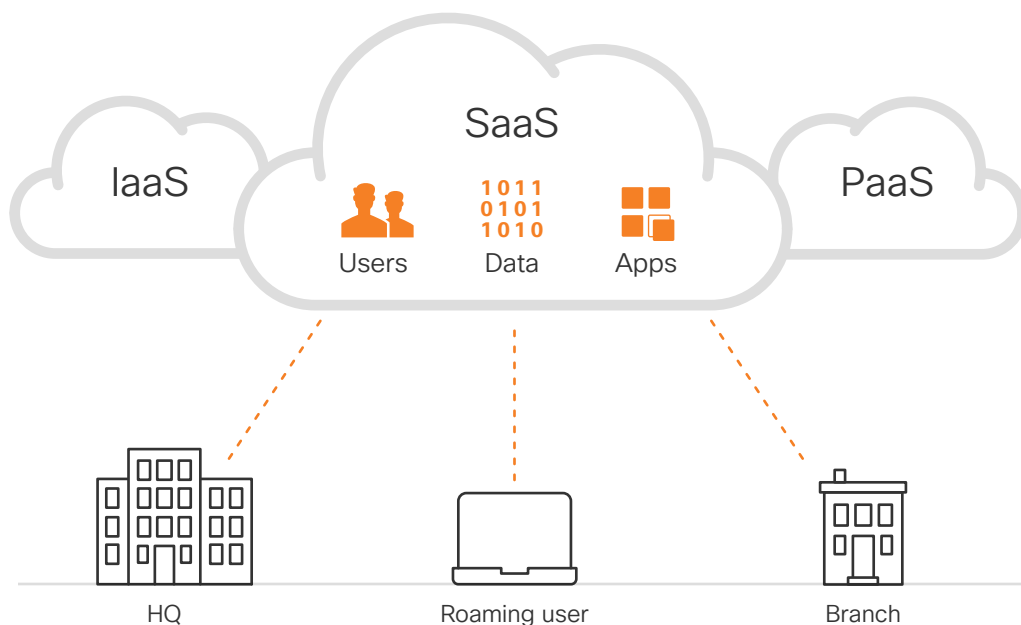 SaaS
IaaS
PaaS
1011
0101
1010
Users
Data
Apps
HQ
Roaming user
Branch